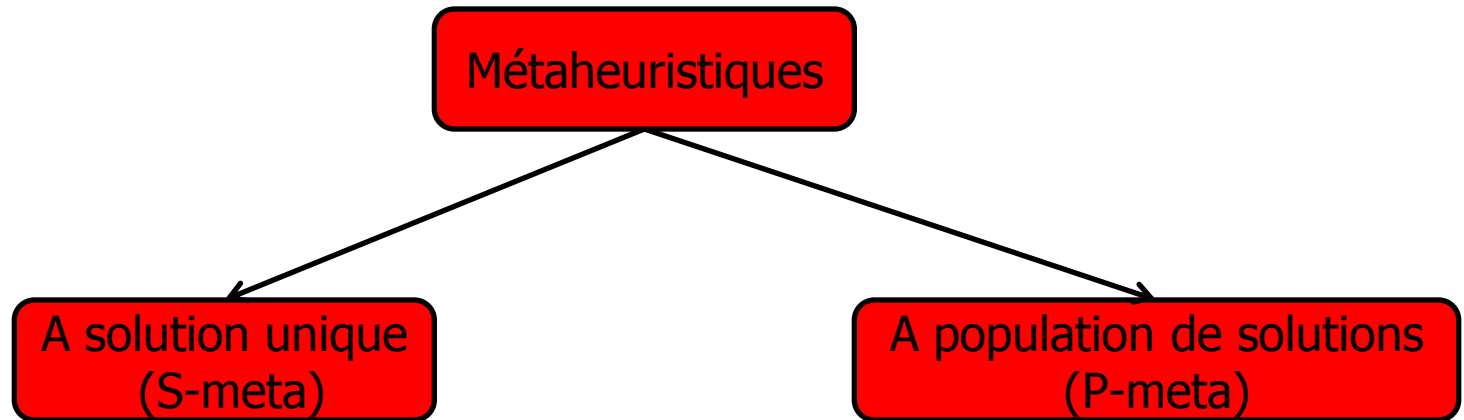 Métaheuristiques
A solution unique
(S-meta)
A population de solutions
(P-meta)